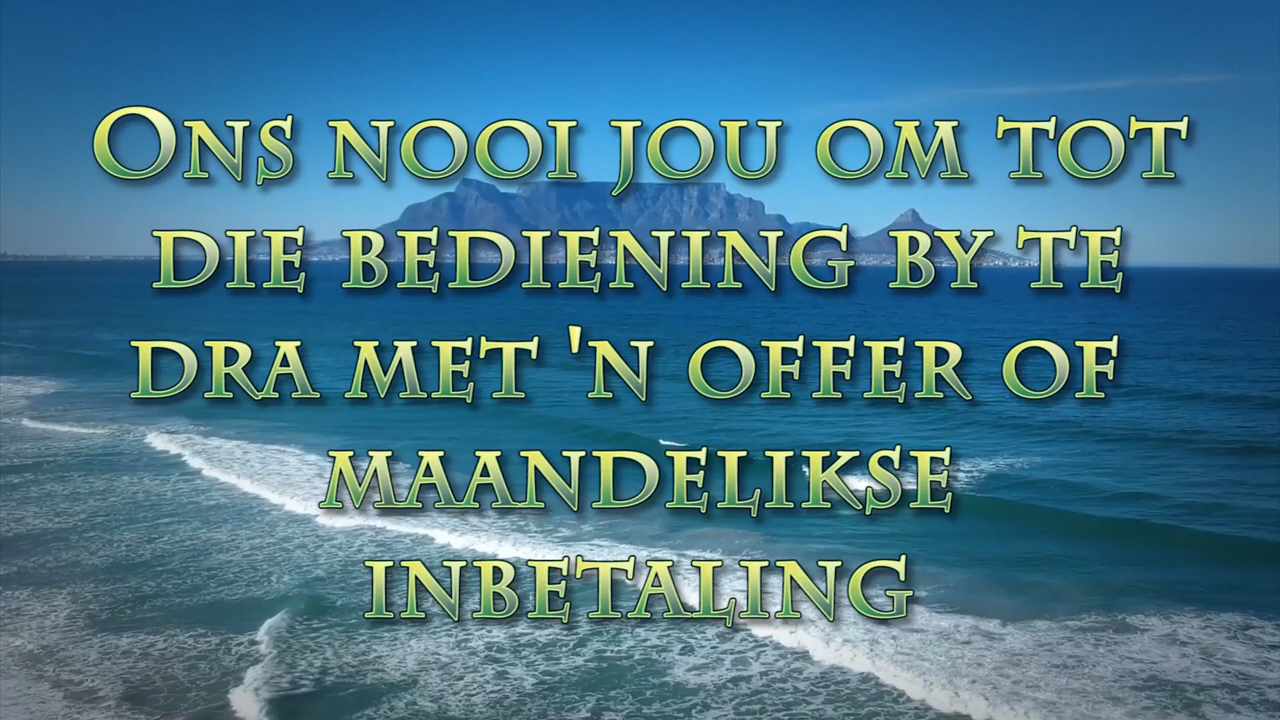 Ons nooi jou om tot
die bediening by te
dra met 'n offer of
maandelikse
inbetaling